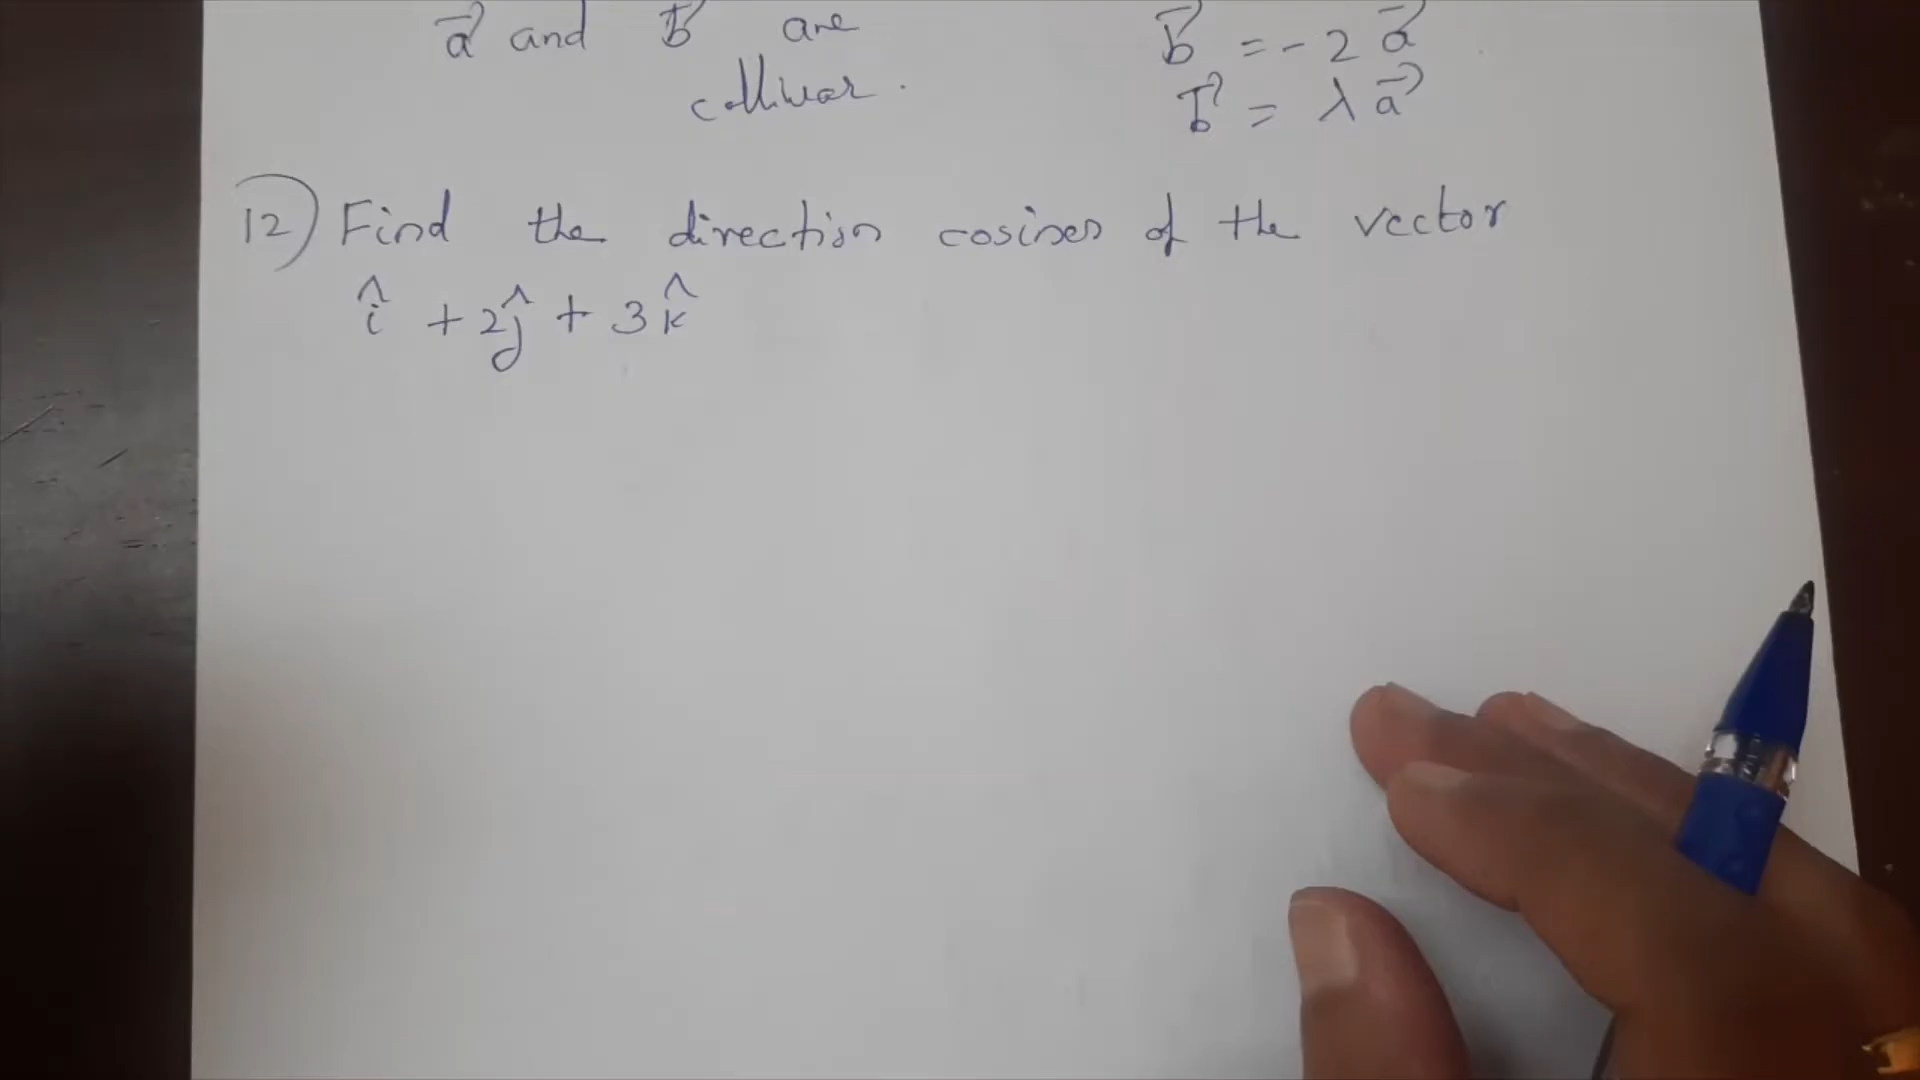 a⃗ and b⃗ are
collinear.
b⃗ = -2 a⃗
b⃗ = λ a⃗
12) Find the direction cosines of the vector
î + 2ĵ + 3k̂